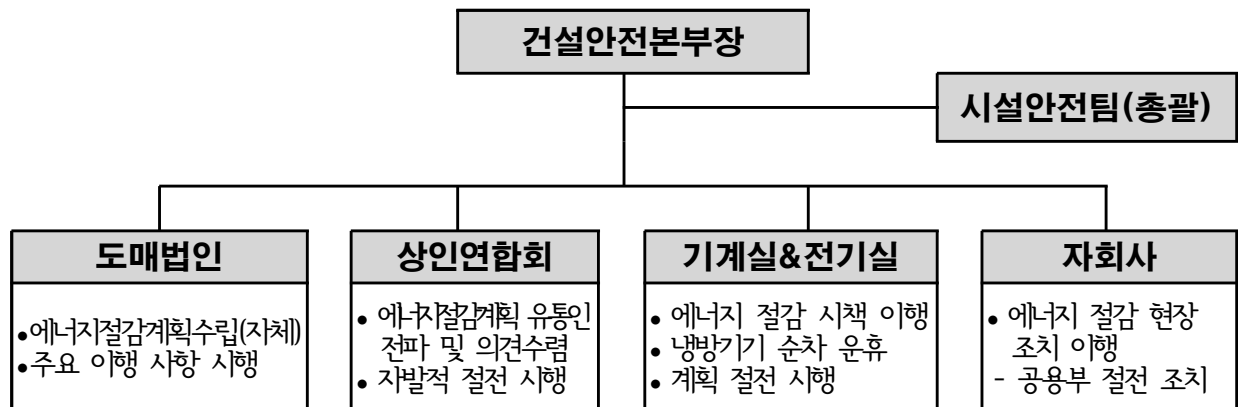 건설안전본부장
시설안전팀(총괄)
도매법인
• 에너지절감계획수립(자체)
• 주요 이행 사항 시행
상인연합회
• 에너지절감계획 유통인
전파 및 의견수렴
• 자발적 절전 시행
기계실&전기실
• 에너지 절감 시책 이행
• 냉방기기 순차 운휴
• 계획 절전 시행
자회사
• 에너지 절감 현장
조치 이행
- 공용부 절전 조치